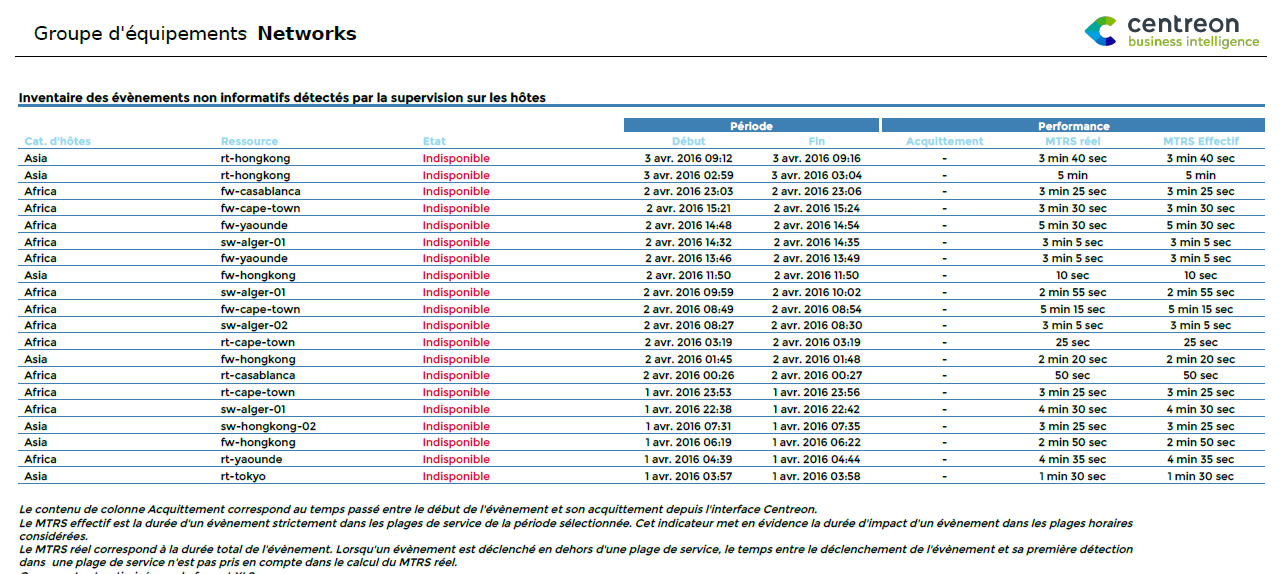 Groupe d'équipements Networks
centreon
business intelligence
Inventaire des évènements non informatifs détectés par la supervision sur les hôtes
Période Performance
Cat. d'hôtes Ressource Etat Début Fin Acquittement MTRS réel MTRS Effectif
Asia rt-hongkong Indisponible 3 avr. 2016 09:12 3 avr. 2016 09:16 - 3 min 40 sec 3 min 40 sec
Asia rt-hongkong Indisponible 3 avr. 2016 02:59 3 avr. 2016 03:04 - 5 min 5 min
Africa fw-casablanca Indisponible 2 avr. 2016 23:03 2 avr. 2016 23:06 - 3 min 25 sec 3 min 25 sec
Africa fw-cape-town Indisponible 2 avr. 2016 15:21 2 avr. 2016 15:24 - 3 min 30 sec 3 min 30 sec
Africa fw-yaounde Indisponible 2 avr. 2016 14:48 2 avr. 2016 14:54 - 5 min 30 sec 5 min 30 sec
Africa sw-alger-01 Indisponible 2 avr. 2016 14:32 2 avr. 2016 14:35 - 3 min 5 sec 3 min 5 sec
Africa fw-yaounde Indisponible 2 avr. 2016 13:46 2 avr. 2016 13:49 - 3 min 5 sec 3 min 5 sec
Asia fw-hongkong Indisponible 2 avr. 2016 11:50 2 avr. 2016 11:50 - 10 sec 10 sec
Africa sw-alger-01 Indisponible 2 avr. 2016 09:59 2 avr. 2016 10:02 - 2 min 55 sec 2 min 55 sec
Africa fw-cape-town Indisponible 2 avr. 2016 08:49 2 avr. 2016 08:54 - 5 min 15 sec 5 min 15 sec
Africa sw-alger-02 Indisponible 2 avr. 2016 08:27 2 avr. 2016 08:30 - 3 min 5 sec 3 min 5 sec
Africa rt-cape-town Indisponible 2 avr. 2016 03:19 2 avr. 2016 03:19 - 25 sec 25 sec
Asia fw-hongkong Indisponible 2 avr. 2016 01:45 2 avr. 2016 01:48 - 2 min 20 sec 2 min 20 sec
Africa rt-casablanca Indisponible 2 avr. 2016 00:26 2 avr. 2016 00:27 - 50 sec 50 sec
Africa rt-cape-town Indisponible 1 avr. 2016 23:53 1 avr. 2016 23:56 - 3 min 25 sec 3 min 25 sec
Africa sw-alger-01 Indisponible 1 avr. 2016 22:38 1 avr. 2016 22:42 - 4 min 30 sec 4 min 30 sec
Asia sw-hongkong-02 Indisponible 1 avr. 2016 07:31 1 avr. 2016 07:35 - 3 min 25 sec 3 min 25 sec
Asia fw-hongkong Indisponible 1 avr. 2016 06:19 1 avr. 2016 06:22 - 2 min 50 sec 2 min 50 sec
Africa rt-yaounde Indisponible 1 avr. 2016 04:39 1 avr. 2016 04:44 - 4 min 35 sec 4 min 35 sec
Asia rt-tokyo Indisponible 1 avr. 2016 03:57 1 avr. 2016 03:58 - 1 min 30 sec 1 min 30 sec
Le contenu de colonne Acquittement correspond au temps passé entre le début de l'évènement et son acquittement depuis l'interface Centreon.
Le MTRS effectif est la durée d'un évènement strictement dans les plages de service de la période sélectionnée. Cet indicateur met en évidence la durée d'impact d'un évènement dans les plages horaires
considérées.
Le MTRS réel correspond à la durée total de l'évènement. Lorsqu'un évènement est déclenché en dehors d'une plage de service, le temps entre le déclenchement de l'évènement et sa première détection
dans une plage de service n'est pas pris en compte dans le calcul du MTRS réel.